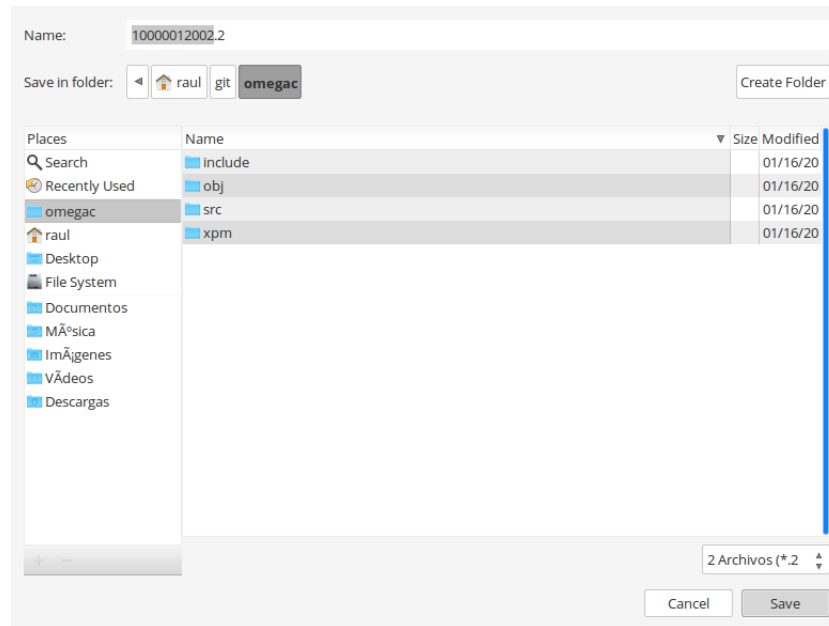 Name: 10000012002.2
Save in folder: raul git omegac Create Folder
Places Name Size Modified
Search include 01/16/20
Recently Used obj 01/16/20
omegac src 01/16/20
raul xpm 01/16/20
Desktop
File System
Documentos
MÃºsica
ImÃ¡genes
VÃdeos
Descargas
2 Archivos (*.2
Cancel Save